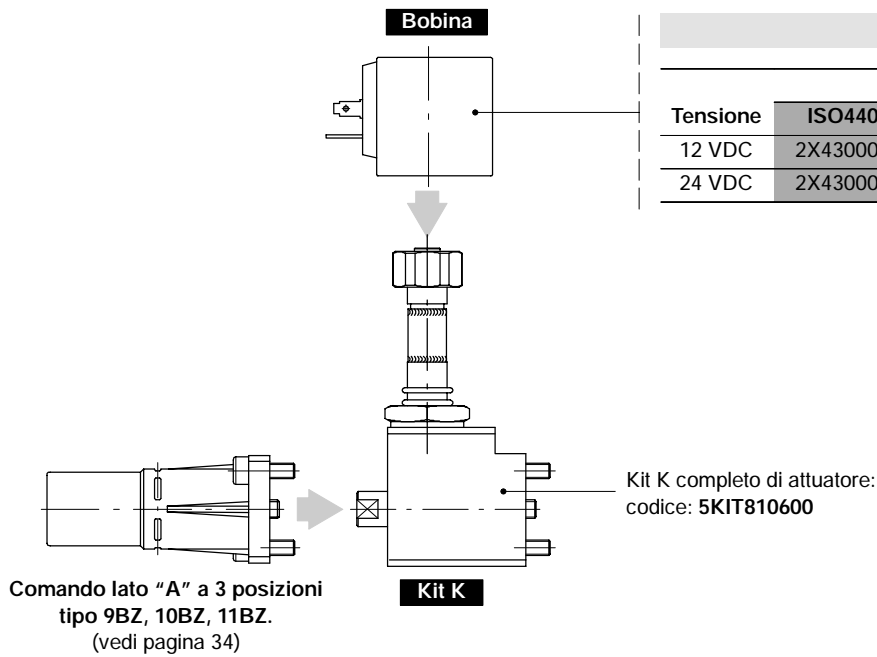 Bobina
Tensione ISO440
12 VDC 2X43000
24 VDC 2X43000
Kit K completo di attuatore:
codice: 5KIT810600
Comando lato “A” a 3 posizioni
tipo 9BZ, 10BZ, 11BZ.
(vedi pagina 34)
Kit K